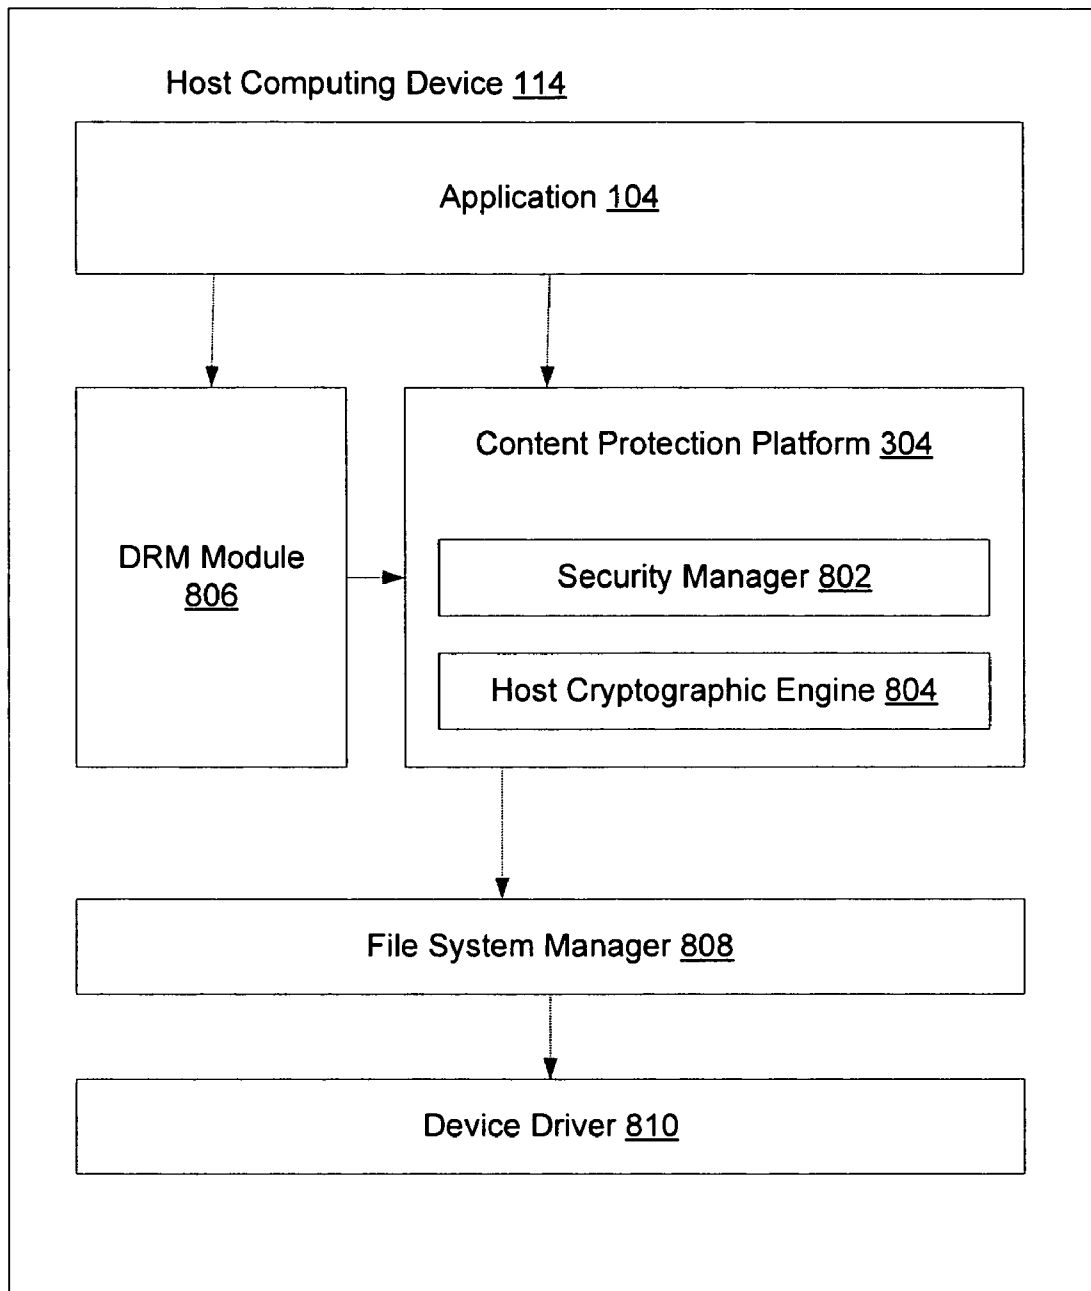 Host Computing Device 114
Application 104
Content Protection Platform 304
DRM Module
806
Security Manager 802
Host Cryptographic Engine 804
File System Manager 808
Device Driver 810